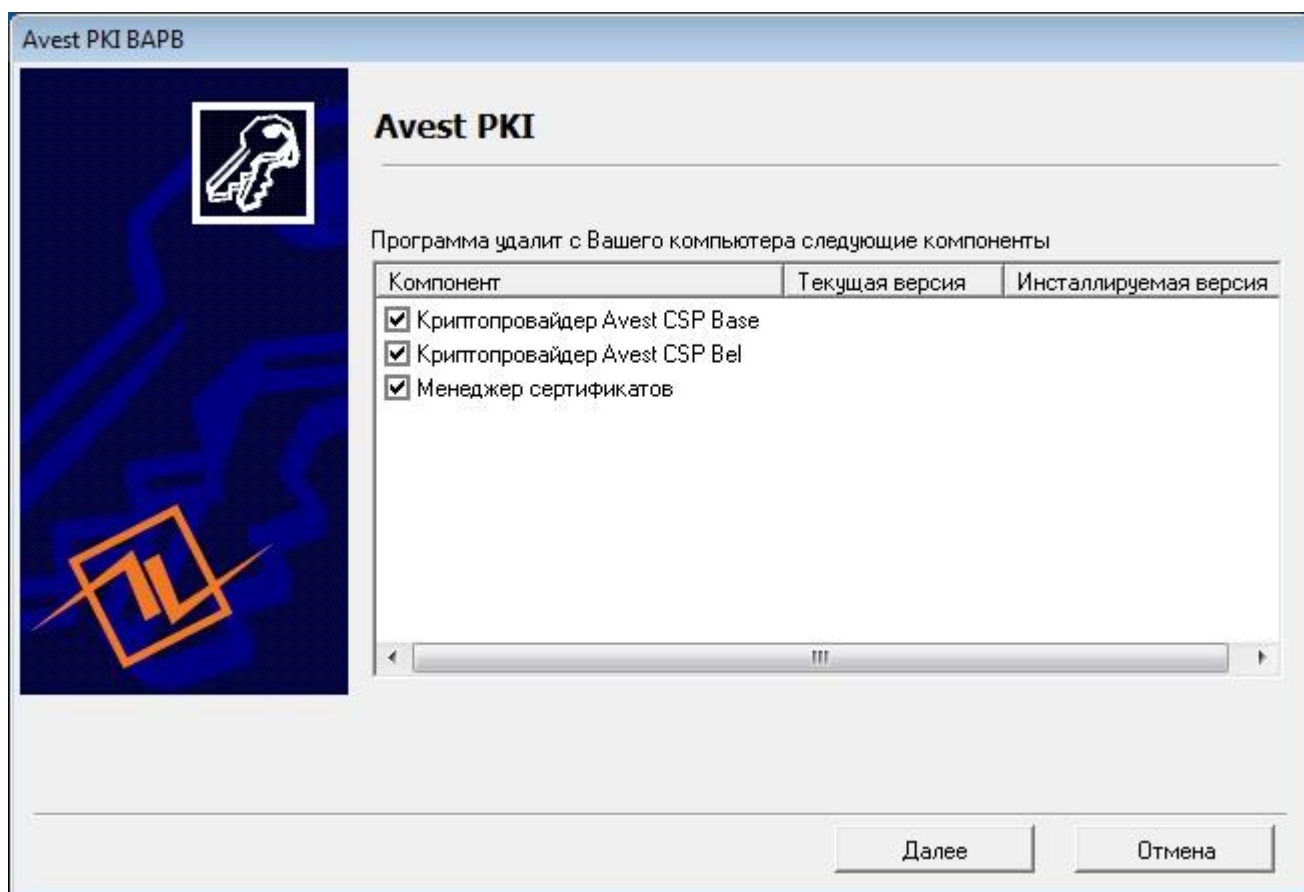 Avest PKI BAPB
Avest PKI
Программа удалит с Вашего компьютера следующие компоненты
Компонент Текущая версия Инсталлируемая версия
Криптопровайдер Avest CSP Base
Криптопровайдер Avest CSP Bel
Менеджер сертификатов
Далее Отмена